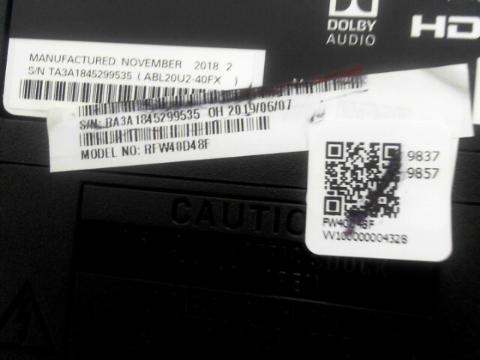 DOLBY
AUDIO
HD
MANUFACTURED NOVEMBER 2018 2
S/N TA3A1845299535 ( ABL20U2-40FX )
S/N: RA3A1845299535 OH 2019/06/07
MODEL NO: RFW40D48F
9837
9857
FW40D48F
VV100000004328
CAUTION